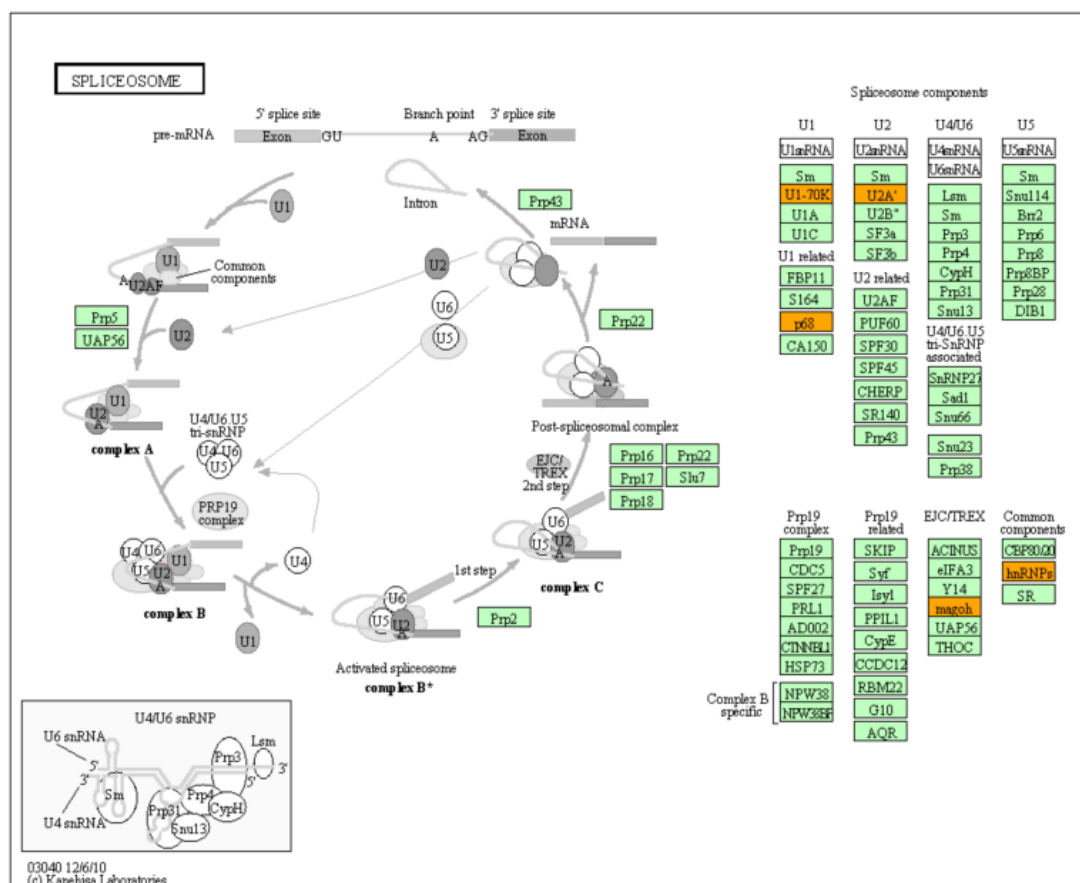 SPLICEOSOME
5' splice site
Branch point
3' splice site
pre-mRNA
Exon
GU
A
AG
Exon
U1
Intron
Prp43
mRNA
U1
A
U2AF
Common
components
U2
U6
U5
Prp5
UAP56
U2
Prp22
A
Post-spliceosomal complex
U1
U2
A
complex A
U4/U6.U5
tri-snRNP
U4
U6
U5
PRP19
complex
EJC/
TREX
2nd step
Prp16
Prp22
Prp17
Slu7
Prp18
U4
U6
U1
U5
U2
A
complex B
U4
U1
U6
U5
U2
A
complex C
1st step
U6
U5
U2
A
Prp2
Activated spliceosome
complex B*
Spliceosome components
U1
U1snRNA
Sm
U1-70K
U1A
U1C
U1 related
FBP11
S164
p68
CA150
U2
U2snRNA
Sm
U2A'
U2B"
SF3a
SF3b
U2 related
U2AF
PUF60
SPF30
SPF45
CHERP
SR140
Prp43
U4/U6
U4snRNA
U6snRNA
Lsm
Sm
Prp3
Prp4
CypH
Prp31
Snu13
U4/U6.U5
tri-SnRNP
associated
SnRNP27
Sad1
Snu66
Snu23
Prp38
U5
U5snRNA
Sm
Snu114
Brr2
Prp6
Prp8
Prp8BP
Prp28
DIB1
Prp19
complex
Prp19
CDC5
SPF27
PRL1
AD002
CTNNBL1
HSP73
Complex B
specific
NPW38
NPW38BP
Prp19
related
SKIP
Syf
Isy1
PPIL1
CypE
CCDC12
RBM22
G10
AQR
EJC/TREX
ACINUS
eIFA3
Y14
magoh
UAP56
THOC
Common
components
CBP80/20
hnRNPs
SR
U4/U6 snRNP
U6 snRNA
5'
3'
Sm
U4 snRNA
Prp3
Lsm
3'
5'
Prp4
Prp31
CypH
Snu13
03040 12/6/10
(c) Kanehisa Laboratories